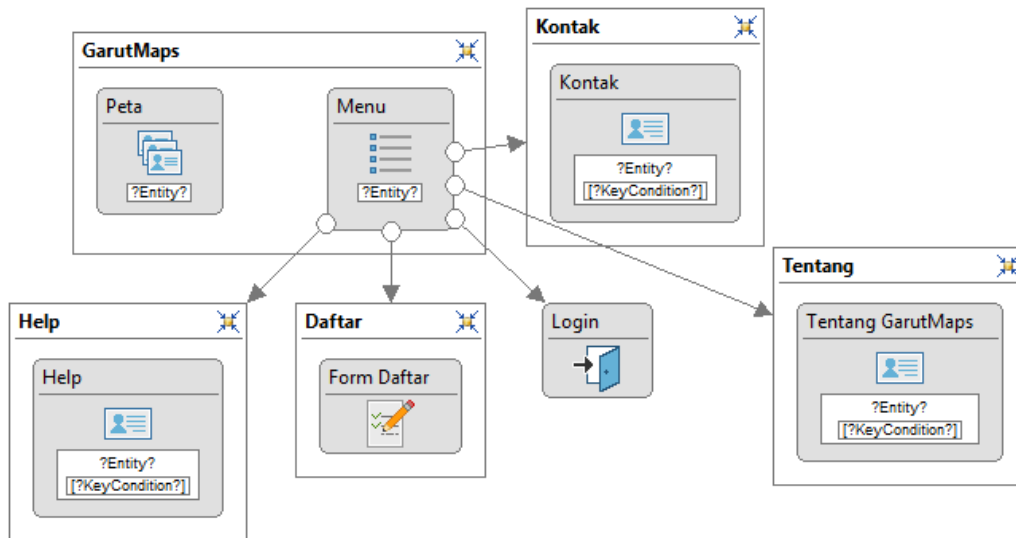 GarutMaps
Peta
?Entity?
Menu
?Entity?
Kontak
Kontak
?Entity?
[?KeyCondition?]
Help
Help
?Entity?
[?KeyCondition?]
Daftar
Form Daftar
Login
Tentang
Tentang GarutMaps
?Entity?
[?KeyCondition?]